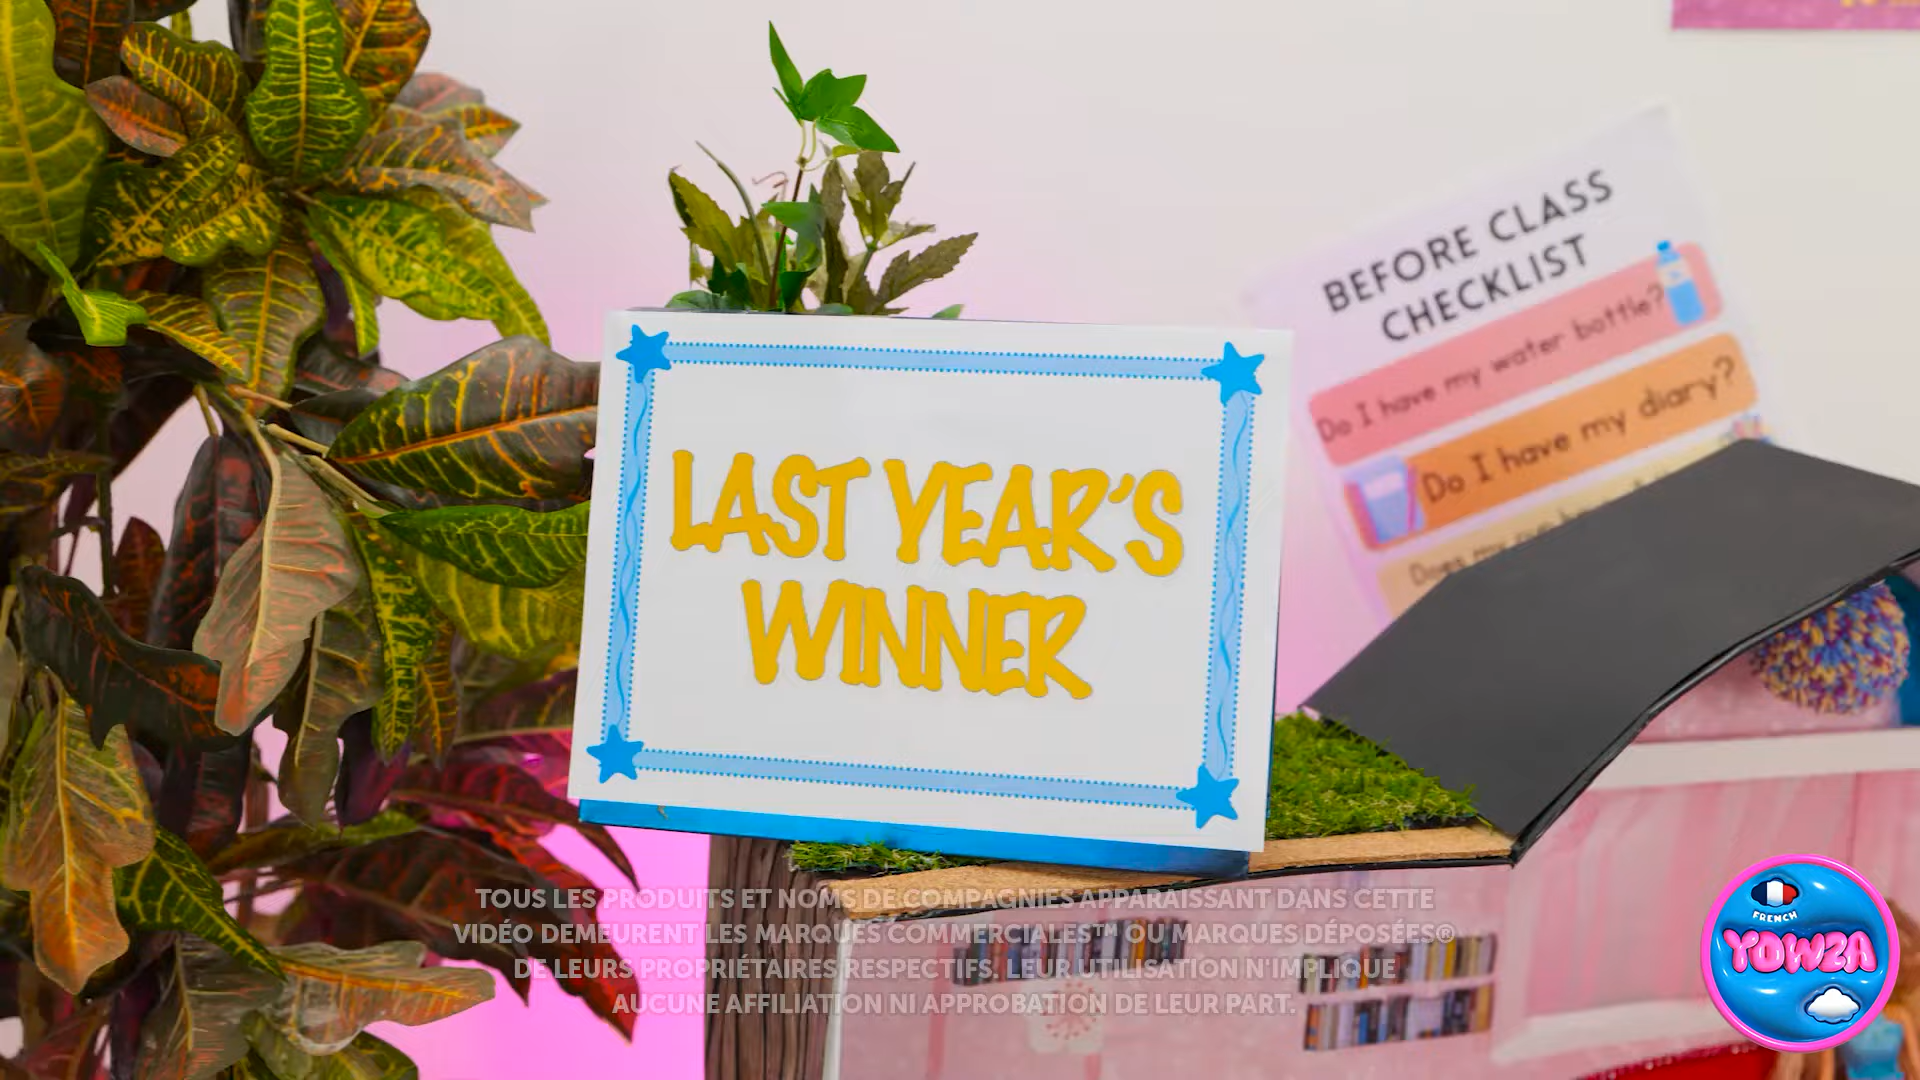 BEFORE CLASS
CHECKLIST
Do I have my water bottle?
Do I have my diary?
LAST YEAR'S
WINNER
TOUS LES PRODUITS ET NOMS DE COMPAGNIES APPARAISSANT DANS CETTE
VIDÉO DEMEURENT LES MARQUES COMMERCIALES™ OU MARQUES DÉPOSÉES®
DE LEURS PROPRIÉTAIRES RESPECTIFS. LEUR UTILISATION N'IMPLIQUE
AUCUNE AFFILIATION NI APPROBATION DE LEUR PART.
FRENCH
YOWZA